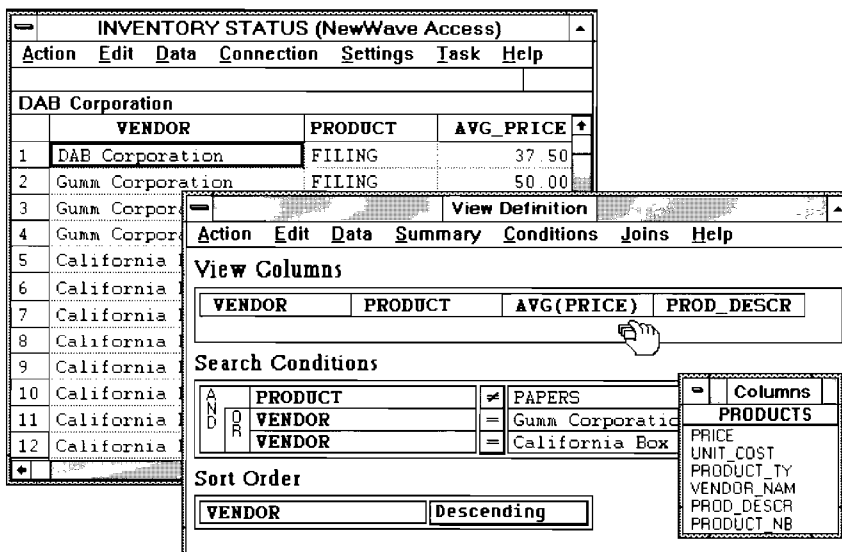 INVENTORY STATUS (NewWave Access)
Action Edit Data Connection Settings Task Help
DAB Corporation
VENDOR PRODUCT AVG_PRICE
1 DAB Corporation FILING 37.50
2 Gumm Corporation FILING 50.00
3 Gumm
4 Gumm
5 California
6 California
7 California
8 California
9 California
10 California
11 California
12 California
View Definition
Action Edit Data Summary Conditions Joins Help
View Columns
VENDOR PRODUCT AVG(PRICE) PROD_DESCR
Search Conditions
AND PRODUCT ≠ PAPERS
OR VENDOR = Gumm Corporatio
VENDOR = California Box
Sort Order
VENDOR Descending
Columns
PRODUCTS
PRICE
UNIT_COST
PRODUCT_TY
VENDOR_NAM
PROD_DESCR
PRODUCT_NB